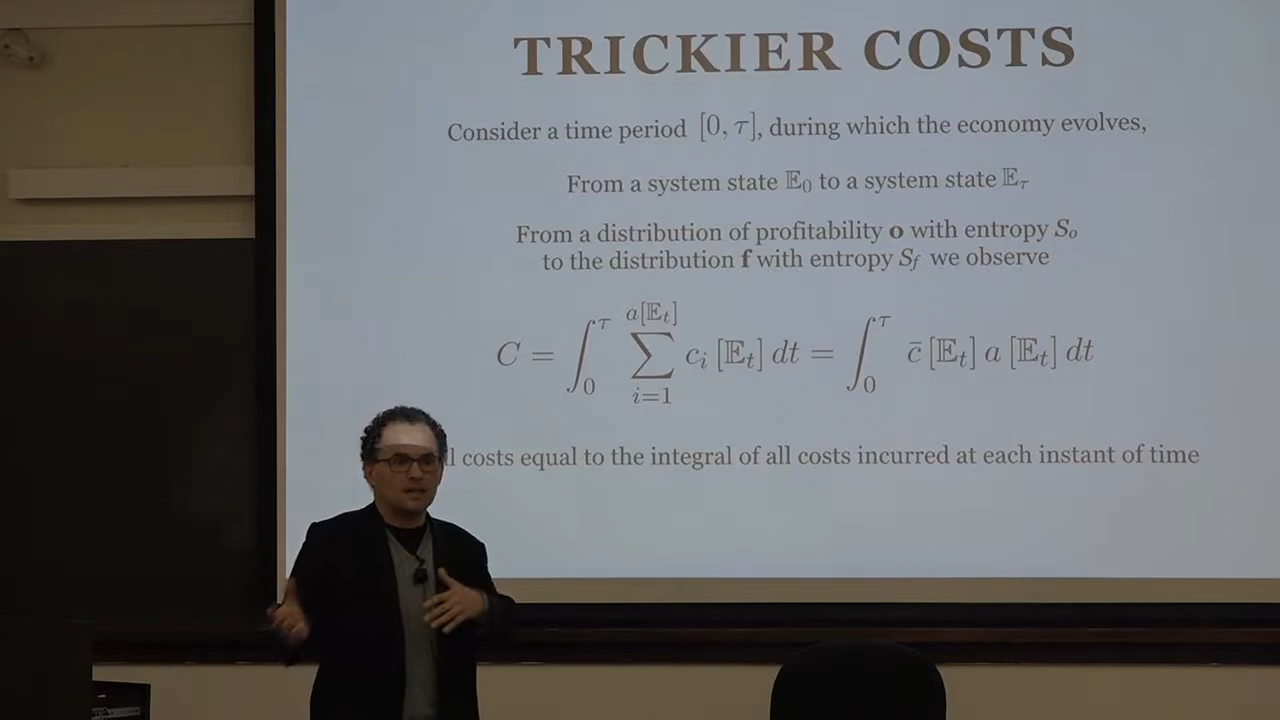 TRICKIER COSTS
Consider a time period [0, τ], during which the economy evolves,
From a system state 𝔼₀ to a system state 𝔼_τ
From a distribution of profitability o with entropy S_o
to the distribution f with entropy S_f we observe
C = ∫₀^τ ∑_{i=1}^{a[𝔼_t]} c_i [𝔼_t] dt = ∫₀^τ c̄ [𝔼_t] a [𝔼_t] dt
costs equal to the integral of all costs incurred at each instant of time